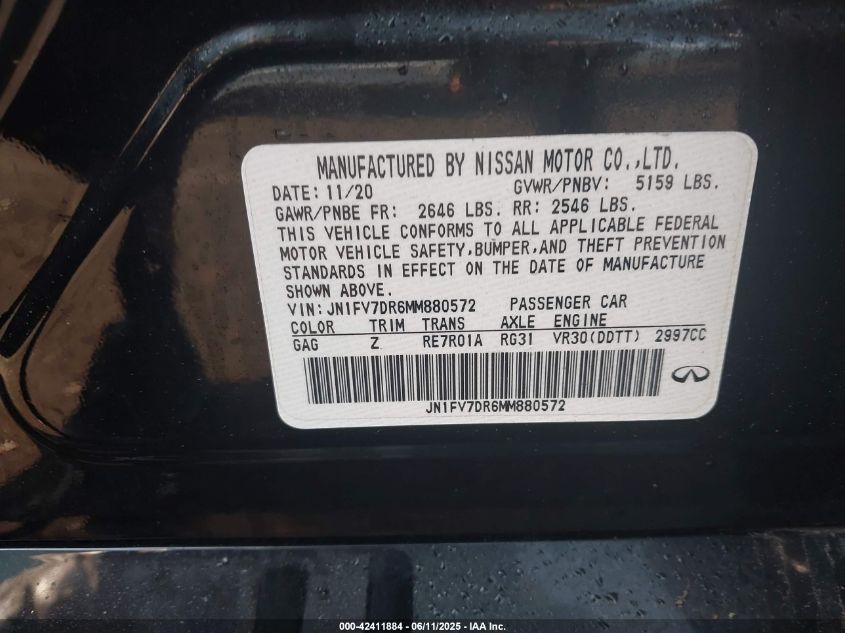 MANUFACTURED BY NISSAN MOTOR CO.,LTD.
DATE: 11/20 GVWR/PNBV: 5159 LBS.
GAWR/PNBE FR: 2646 LBS. RR: 2546 LBS.
THIS VEHICLE CONFORMS TO ALL APPLICABLE FEDERAL
MOTOR VEHICLE SAFETY,BUMPER,AND THEFT PREVENTION
STANDARDS IN EFFECT ON THE DATE OF MANUFACTURE
SHOWN ABOVE.
VIN: JN1FV7DR6MM880572 PASSENGER CAR
COLOR TRIM TRANS AXLE ENGINE
GAG Z RE7R01A RG31 VR30(DDTT) 2997CC
JN1FV7DR6MM880572
000-42411884 - 06/11/2025 - IAA Inc.